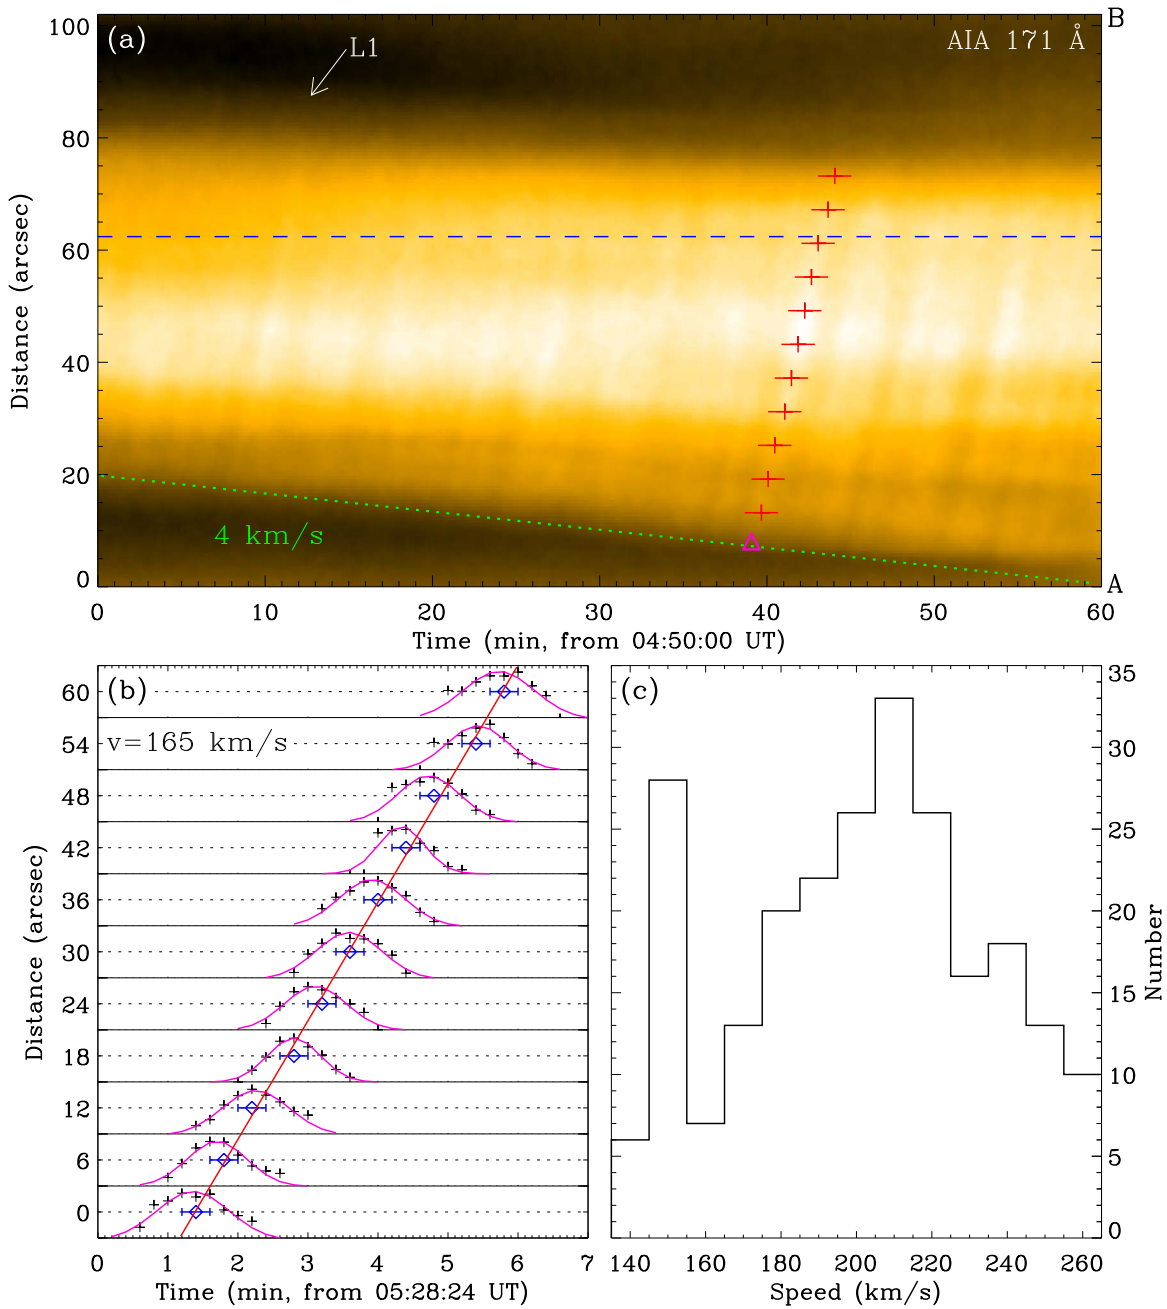 100
(a)
L1
AIA 171 Å
B
80
60
40
20
0
Distance (arcsec)
4 km/s
A
0 10 20 30 40 50 60
Time (min, from 04:50:00 UT)
(b)
v=165 km/s
60
54
48
42
36
30
24
18
12
6
0
Distance (arcsec)
0 1 2 3 4 5 6 7
Time (min, from 05:28:24 UT)
(c)
35
30
25
20
15
10
5
0
Number
140 160 180 200 220 240 260
Speed (km/s)